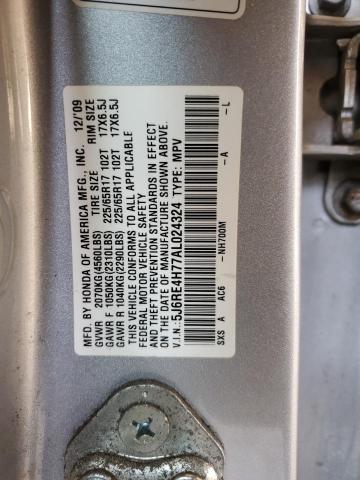 MFD. BY HONDA OF AMERICA MFG., INC. 12/'09
TIRE SIZE RIM SIZE
GVWR 2070KG(4560LBS)
GAWR F 1050KG(2310LBS) 225/65R17 102T 17X6.5J
GAWR R 1040KG(2290LBS) 225/65R17 102T 17X6.5J
THIS VEHICLE CONFORMS TO ALL APPLICABLE
FEDERAL MOTOR VEHICLE SAFETY
AND THEFT PREVENTION STANDARDS IN EFFECT
ON THE DATE OF MANUFACTURE SHOWN ABOVE.
V.I.N.: 5J6RE4H77AL024324 TYPE: MPV
SXS A AC6 -NH700M -A -L